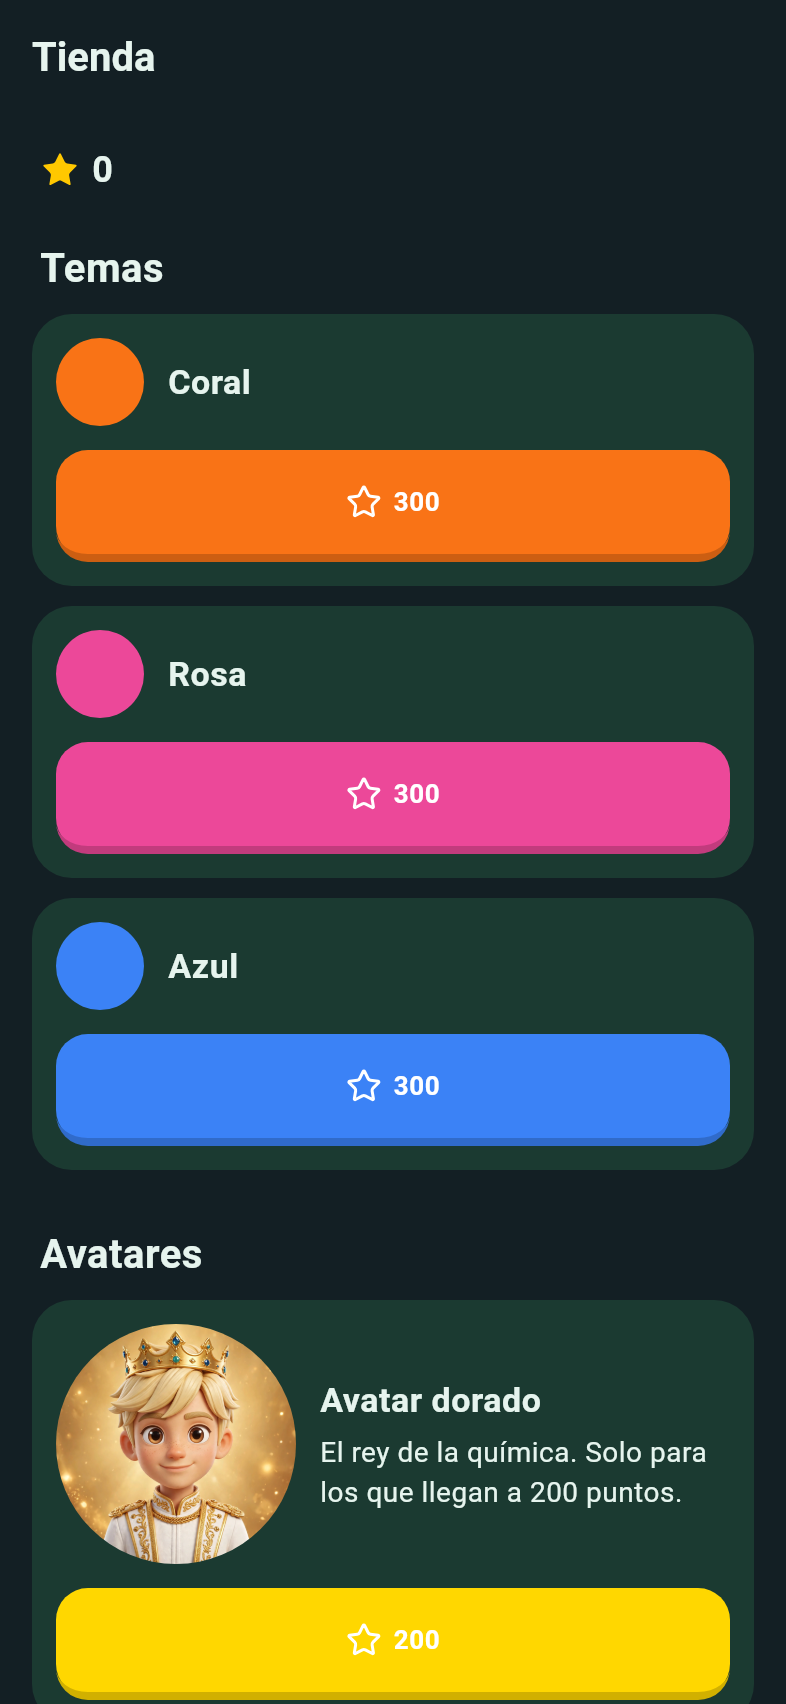 Tienda
0
Temas
Coral
300
Rosa
300
Azul
300
Avatares
Avatar dorado
El rey de la química. Solo para
los que llegan a 200 puntos.
200